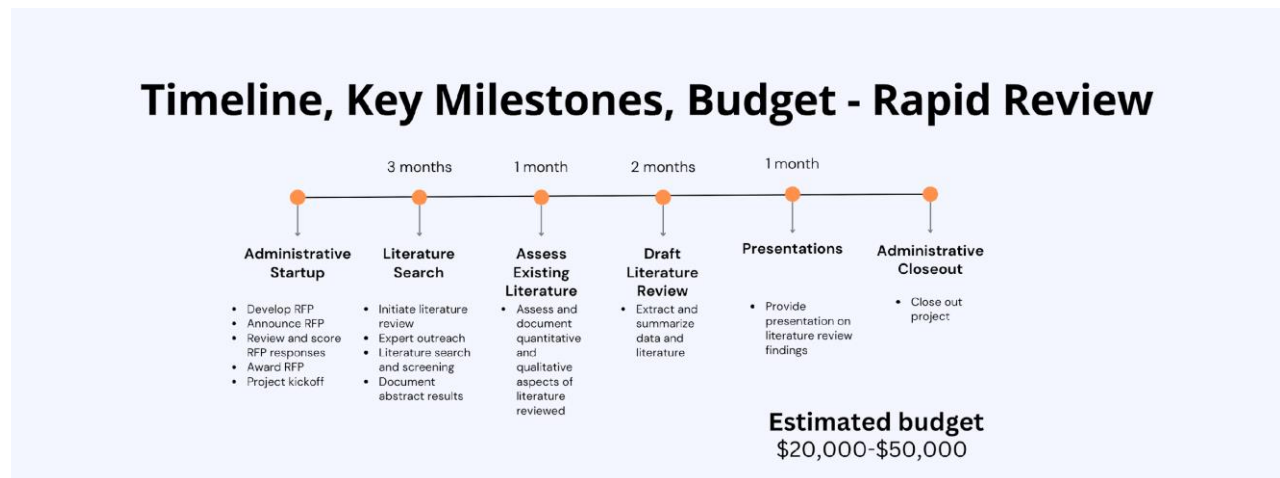 Timeline, Key Milestones, Budget - Rapid Review
3 months
1 month
2 months
1 month
Administrative
Startup
• Develop RFP
• Announce RFP
• Review and score
RFP responses
• Award RFP
• Project kickoff
Literature
Search
• Initiate literature
review
• Expert outreach
• Literature search
and screening
• Document
abstract results
Assess
Existing
Literature
• Assess and
document
quantitative
and
qualitative
aspects of
literature
reviewed
Draft
Literature
Review
• Extract and
summarize
data and
literature
Presentations
• Provide
presentation on
literature review
findings
Administrative
Closeout
• Close out
project
Estimated budget
$20,000-$50,000